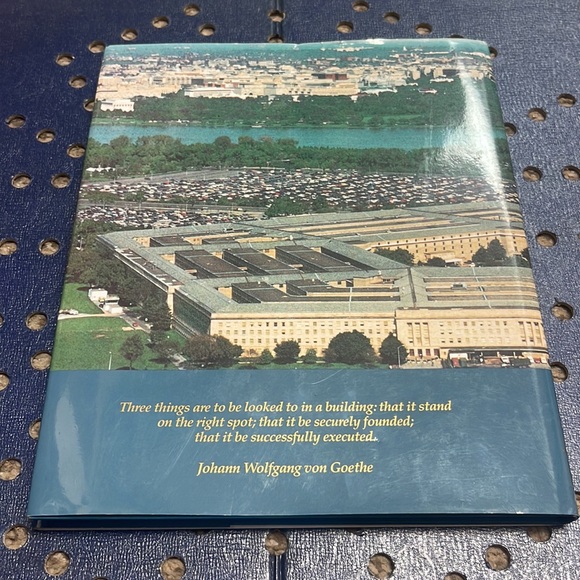 Three things are to be looked to in a building: that it stand
on the right spot; that it be securely founded;
that it be successfully executed.
Johann Wolfgang von Goethe